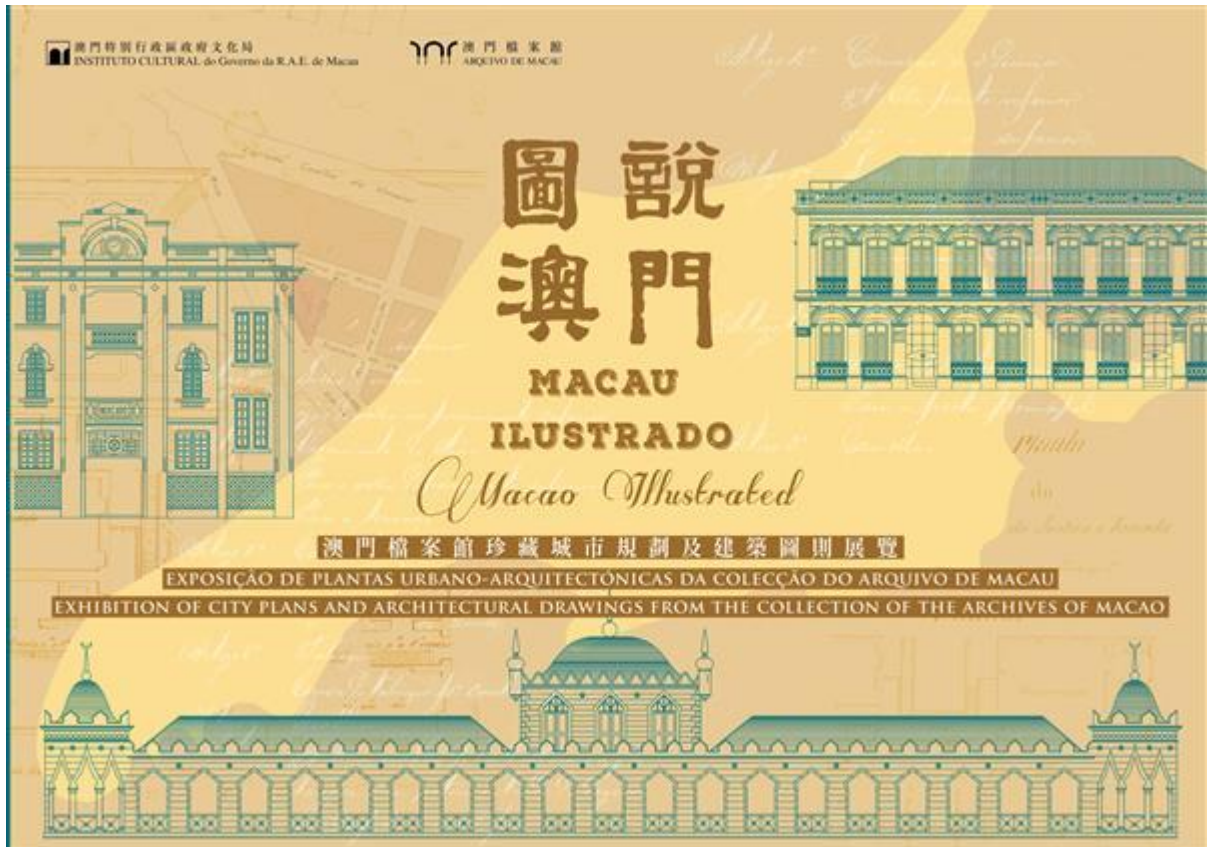 澳門特別行政區政府文化局
INSTITUTO CULTURAL do Governo da R.A.E. de Macau
澳門檔案館
ARQUIVO DE MACAU
圖說
澳門
MACAU
ILUSTRADO
Macao Illustrated
澳門檔案館珍藏城市規劃及建築圖則展覽
EXPOSIÇÃO DE PLANTAS URBANO-ARQUITECTÓNICAS DA COLECÇÃO DO ARQUIVO DE MACAU
EXHIBITION OF CITY PLANS AND ARCHITECTURAL DRAWINGS FROM THE COLLECTION OF THE ARCHIVES OF MACAO